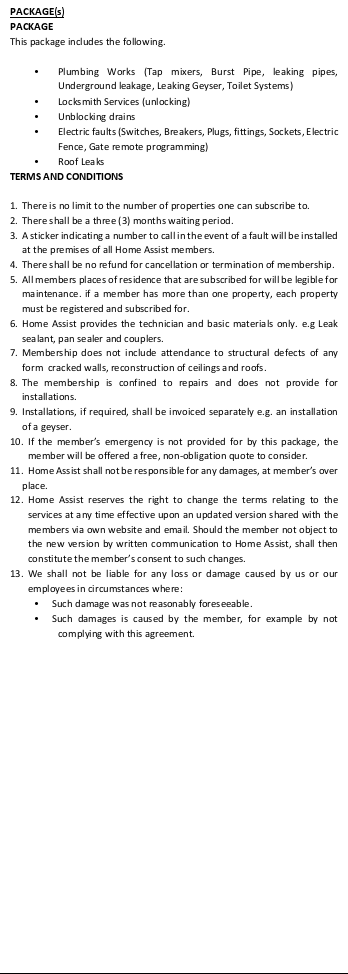 PACKAGE(s)
PACKAGE
This package includes the following.
• Plumbing Works (Tap mixers, Burst Pipe, leaking pipes,
Underground leakage, Leaking Geyser, Toilet Systems)
• Locksmith Services (unlocking)
• Unblocking drains
• Electric faults (Switches, Breakers, Plugs, fittings, Sockets, Electric
Fence, Gate remote programming)
• Roof Leaks
TERMS AND CONDITIONS
1. There is no limit to the number of properties one can subscribe to.
2. There shall be a three (3) months waiting period.
3. A sticker indicating a number to call in the event of a fault will be installed
at the premises of all Home Assist members.
4. There shall be no refund for cancellation or termination of membership.
5. All members places of residence that are subscribed for will be legible for
maintenance. if a member has more than one property, each property
must be registered and subscribed for.
6. Home Assist provides the technician and basic materials only. e.g Leak
sealant, pan sealer and couplers.
7. Membership does not include attendance to structural defects of any
form cracked walls, reconstruction of ceilings and roofs.
8. The membership is confined to repairs and does not provide for
installations.
9. Installations, if required, shall be invoiced separately e.g. an installation
of a geyser.
10. If the member's emergency is not provided for by this package, the
member will be offered a free, non-obligation quote to consider.
11. Home Assist shall not be responsible for any damages, at member's over
place.
12. Home Assist reserves the right to change the terms relating to the
services at any time effective upon an updated version shared with the
members via own website and email. Should the member not object to
the new version by written communication to Home Assist, shall then
constitute the member's consent to such changes.
13. We shall not be liable for any loss or damage caused by us or our
employees in circumstances where:
• Such damage was not reasonably foreseeable.
• Such damages is caused by the member, for example by not
complying with this agreement.